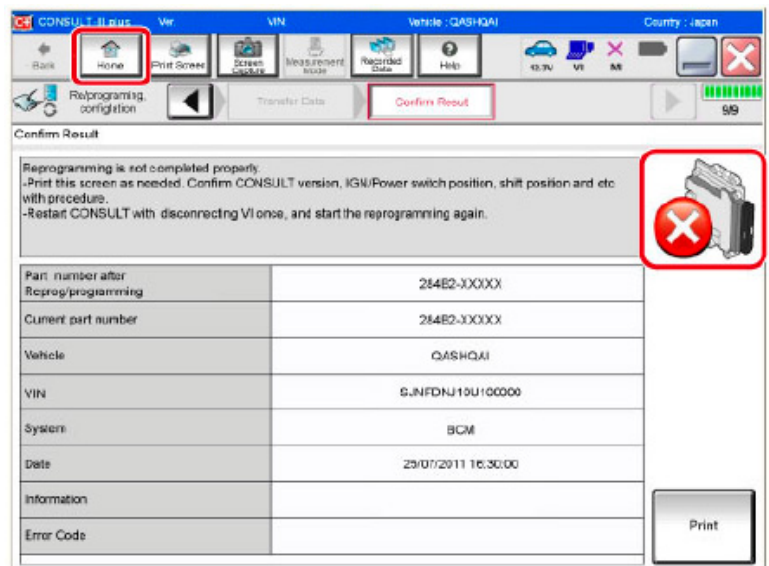 CONSULT-III plus Ver. VIN: Vehicle : QASHQAI Country : Japan
Back Home Print Screen Screen Capture Measurement Mode Recorded Data Help 12.7V VI MI
Re/programing, configlation Transfer Data Confirm Result 9/9
Confirm Result
Reprogramming is not completed properly.
-Print this screen as needed. Confirm CONSULT version, IGN/Power switch position, shift position and etc
with procedure.
-Restart CONSULT with disconnecting VI once, and start the reprogramming again.
Part number after
Reprog/programming
284B2-XXXXX
Current part number 284B2-XXXXX
Vehicle QASHQAI
VIN SJNFDNJ10U100000
System BCM
Date 25/07/2011 16:30:00
Information
Error Code
Print